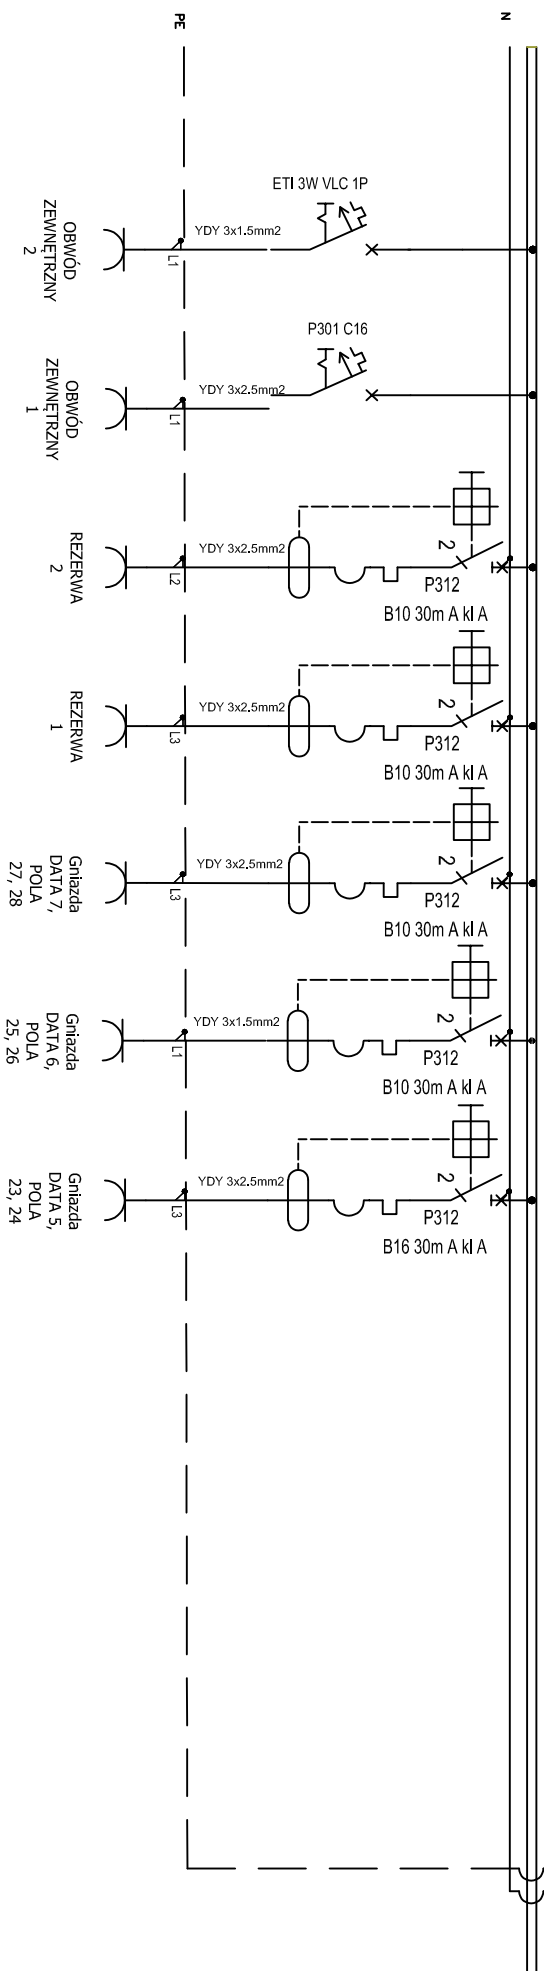 PE
N
ETI 3W VLC 1P
YDY 3x1.5mm2
L1
OBWÓD
ZEWNĘTRZNY
2
P301 C16
YDY 3x2.5mm2
L1
OBWÓD
ZEWNĘTRZNY
1
2
P312
B10 30m A kl A
YDY 3x2.5mm2
L2
REZERWA
2
2
P312
B10 30m A kl A
YDY 3x2.5mm2
L3
REZERWA
1
2
P312
B10 30m A kl A
YDY 3x2.5mm2
L3
Gniazda
DATA 7,
POLA
27, 28
2
P312
B10 30m A kl A
YDY 3x1.5mm2
L1
Gniazda
DATA 6,
POLA
25, 26
2
P312
B16 30m A kl A
YDY 3x2.5mm2
L3
Gniazda
DATA 5,
POLA
23, 24